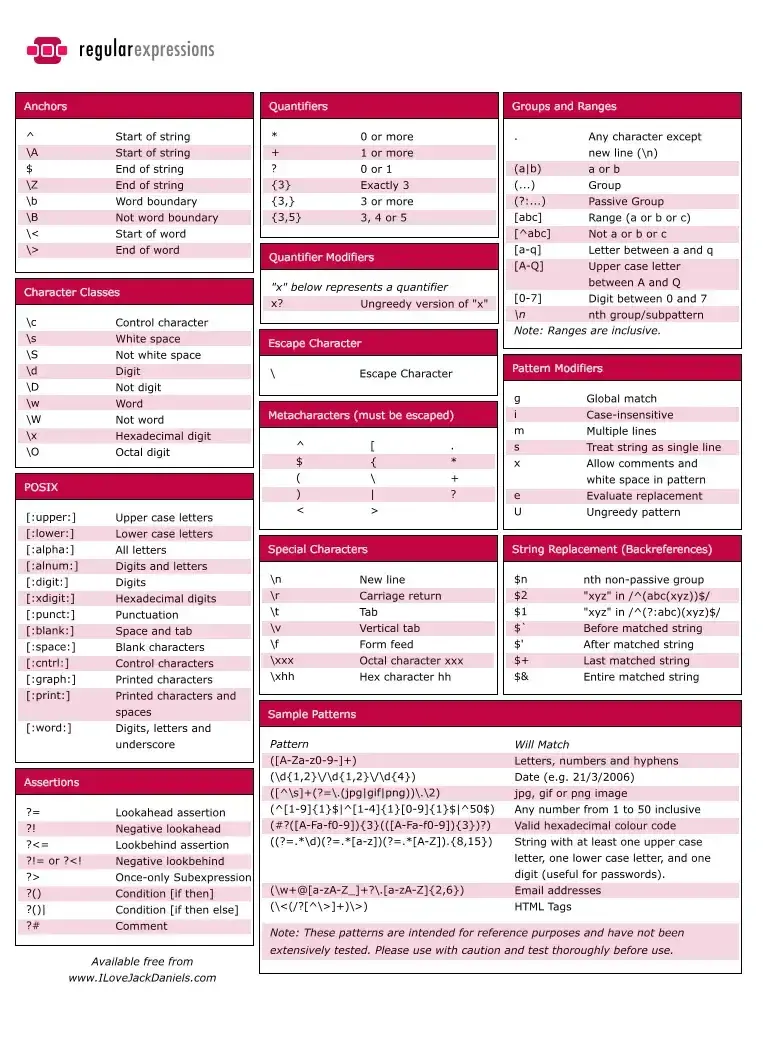 regularexpressions
Anchors
^ Start of string
\A Start of string
$ End of string
\Z End of string
\b Word boundary
\B Not word boundary
\< Start of word
\> End of word
Character Classes
\c Control character
\s White space
\S Not white space
\d Digit
\D Not digit
\w Word
\W Not word
\x Hexadecimal digit
\O Octal digit
POSIX
[:upper:] Upper case letters
[:lower:] Lower case letters
[:alpha:] All letters
[:alnum:] Digits and letters
[:digit:] Digits
[:xdigit:] Hexadecimal digits
[:punct:] Punctuation
[:blank:] Space and tab
[:space:] Blank characters
[:cntrl:] Control characters
[:graph:] Printed characters
[:print:] Printed characters and
spaces
[:word:] Digits, letters and
underscore
Assertions
?= Lookahead assertion
?! Negative lookahead
?<= Lookbehind assertion
?!= or ?<! Negative lookbehind
?> Once-only Subexpression
?() Condition [if then]
?()| Condition [if then else]
?# Comment
Available free from
www.ILoveJackDaniels.com
Quantifiers
* 0 or more
+ 1 or more
? 0 or 1
{3} Exactly 3
{3,} 3 or more
{3,5} 3, 4 or 5
Quantifier Modifiers
"x" below represents a quantifier
x? Ungreedy version of "x"
Escape Character
\ Escape Character
Metacharacters (must be escaped)
^ [ .
$ { *
( \ +
) | ?
< >
Special Characters
\n New line
\r Carriage return
\t Tab
\v Vertical tab
\f Form feed
\xxx Octal character xxx
\xhh Hex character hh
Groups and Ranges
. Any character except
new line (\n)
(a|b) a or b
(...) Group
(?:...) Passive Group
[abc] Range (a or b or c)
[^abc] Not a or b or c
[a-q] Letter between a and q
[A-Q] Upper case letter
between A and Q
[0-7] Digit between 0 and 7
\n nth group/subpattern
Note: Ranges are inclusive.
Pattern Modifiers
g Global match
i Case-insensitive
m Multiple lines
s Treat string as single line
x Allow comments and
white space in pattern
e Evaluate replacement
U Ungreedy pattern
String Replacement (Backreferences)
$n nth non-passive group
$2 "xyz" in /^(abc(xyz))$/
$1 "xyz" in /^(?:abc)(xyz)$/
$` Before matched string
$' After matched string
$+ Last matched string
$& Entire matched string
Sample Patterns
Pattern Will Match
([A-Za-z0-9-]+) Letters, numbers and hyphens
(\d{1,2}\/\d{1,2}\/\d{4}) Date (e.g. 21/3/2006)
([^\s]+(?=\.(jpg|gif|png))\.\2) jpg, gif or png image
(^[1-9]{1}$|^[1-4]{1}[0-9]{1}$|^50$) Any number from 1 to 50 inclusive
(#?([A-Fa-f0-9]){3}(([A-Fa-f0-9]){3})?) Valid hexadecimal colour code
((?=.*\d)(?=.*[a-z])(?=.*[A-Z]).{8,15}) String with at least one upper case
letter, one lower case letter, and one
digit (useful for passwords).
(\w+@[a-zA-Z_]+?\.[a-zA-Z]{2,6}) Email addresses
(\<(/?[^\>]+)\>) HTML Tags
Note: These patterns are intended for reference purposes and have not been
extensively tested. Please use with caution and test thoroughly before use.